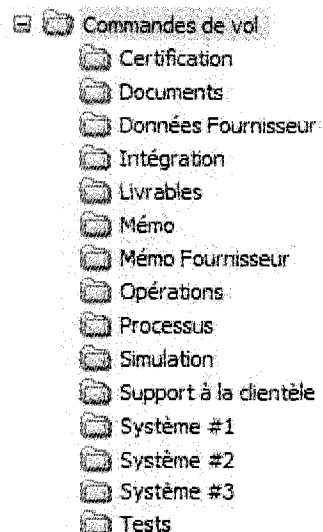 Commandes de vol
Certification
Documents
Données Fournisseur
Intégration
Livrables
Mémo
Mémo Fournisseur
Opérations
Processus
Simulation
Support à la clientèle
Système #1
Système #2
Système #3
Tests